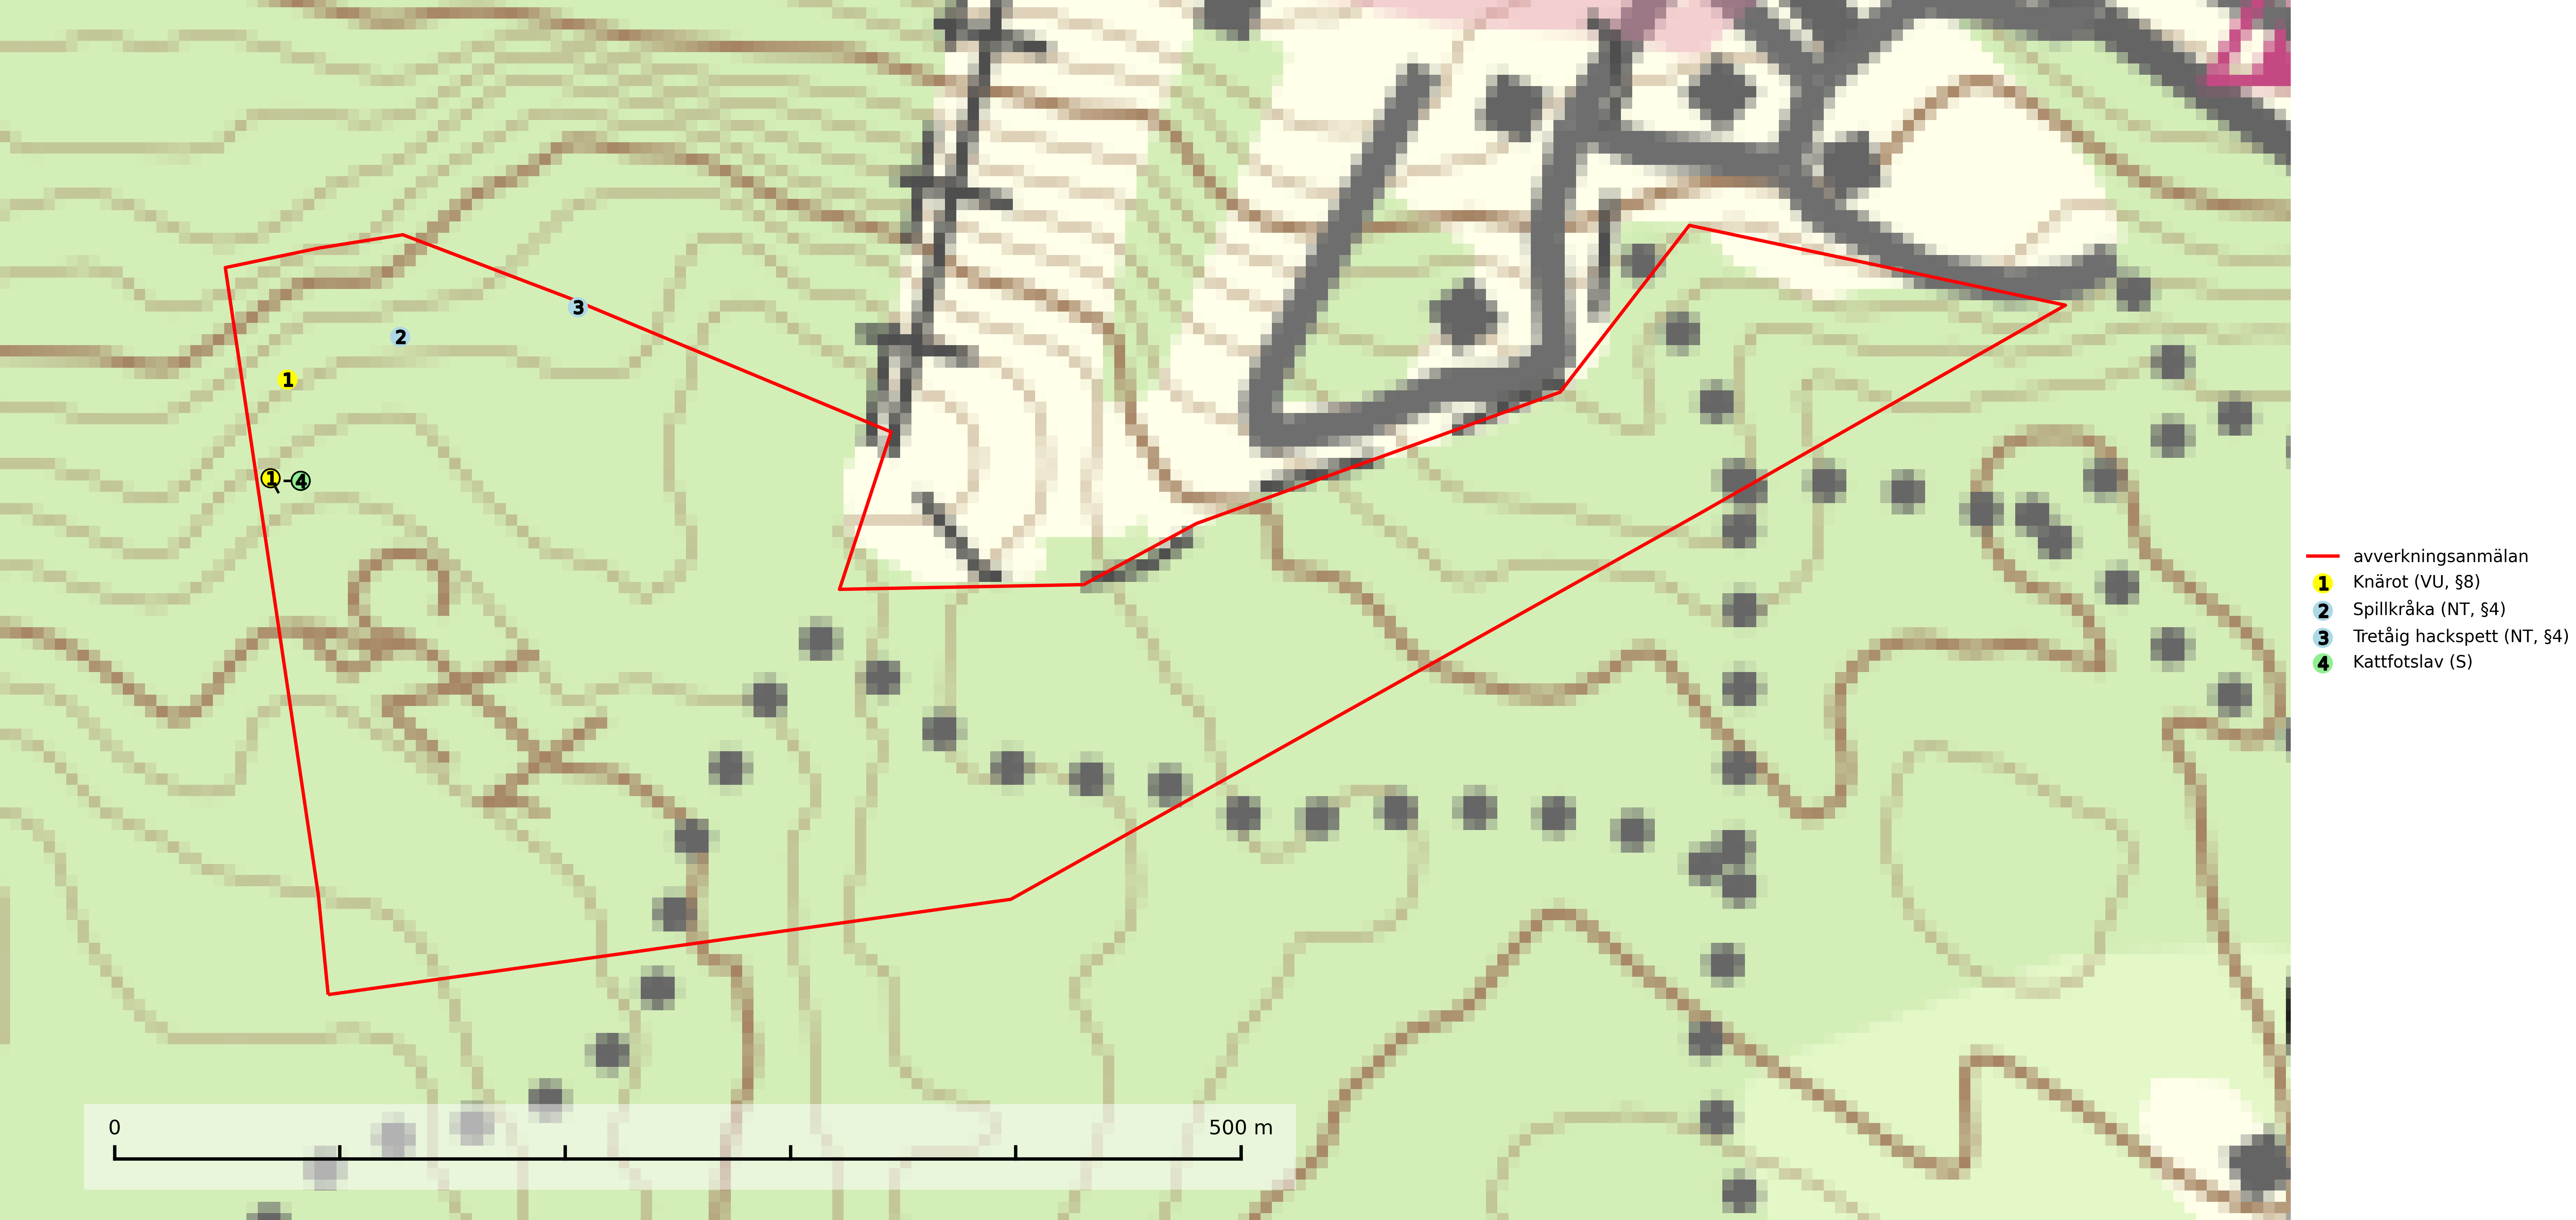 3
2
1
1 4
0
500 m
avverkningsanmälan
1 Knärot (VU, §8)
2 Spillkråka (NT, §4)
3 Tretåig hackspett (NT, §4)
4 Kattfotslav (S)